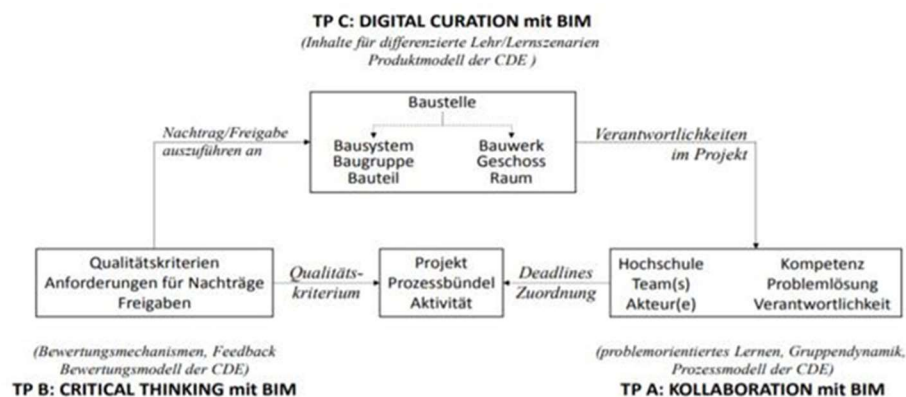 TP C: DIGITAL CURATION mit BIM
(Inhalte für differenzierte Lehr/Lernszenarien
Produktmodell der CDE )
Baustelle
Bausystem
Baugruppe
Bauteil
Bauwerk
Geschoss
Raum
Nachtrag/Freigabe
auszuführen an
Verantwortlichkeiten
im Projekt
Qualitätskriterien
Anforderungen für Nachträge
Freigaben
Qualitäts-
kriterium
Projekt
Prozessbündel
Aktivität
Deadlines
Zuordnung
Hochschule
Team(s)
Akteur(e)
Kompetenz
Problemlösung
Verantwortlichkeit
(Bewertungsmechanismen, Feedback
Bewertungsmodell der CDE)
TP B: CRITICAL THINKING mit BIM
(problemorientiertes Lernen, Gruppendynamik,
Prozessmodell der CDE)
TP A: KOLLABORATION mit BIM